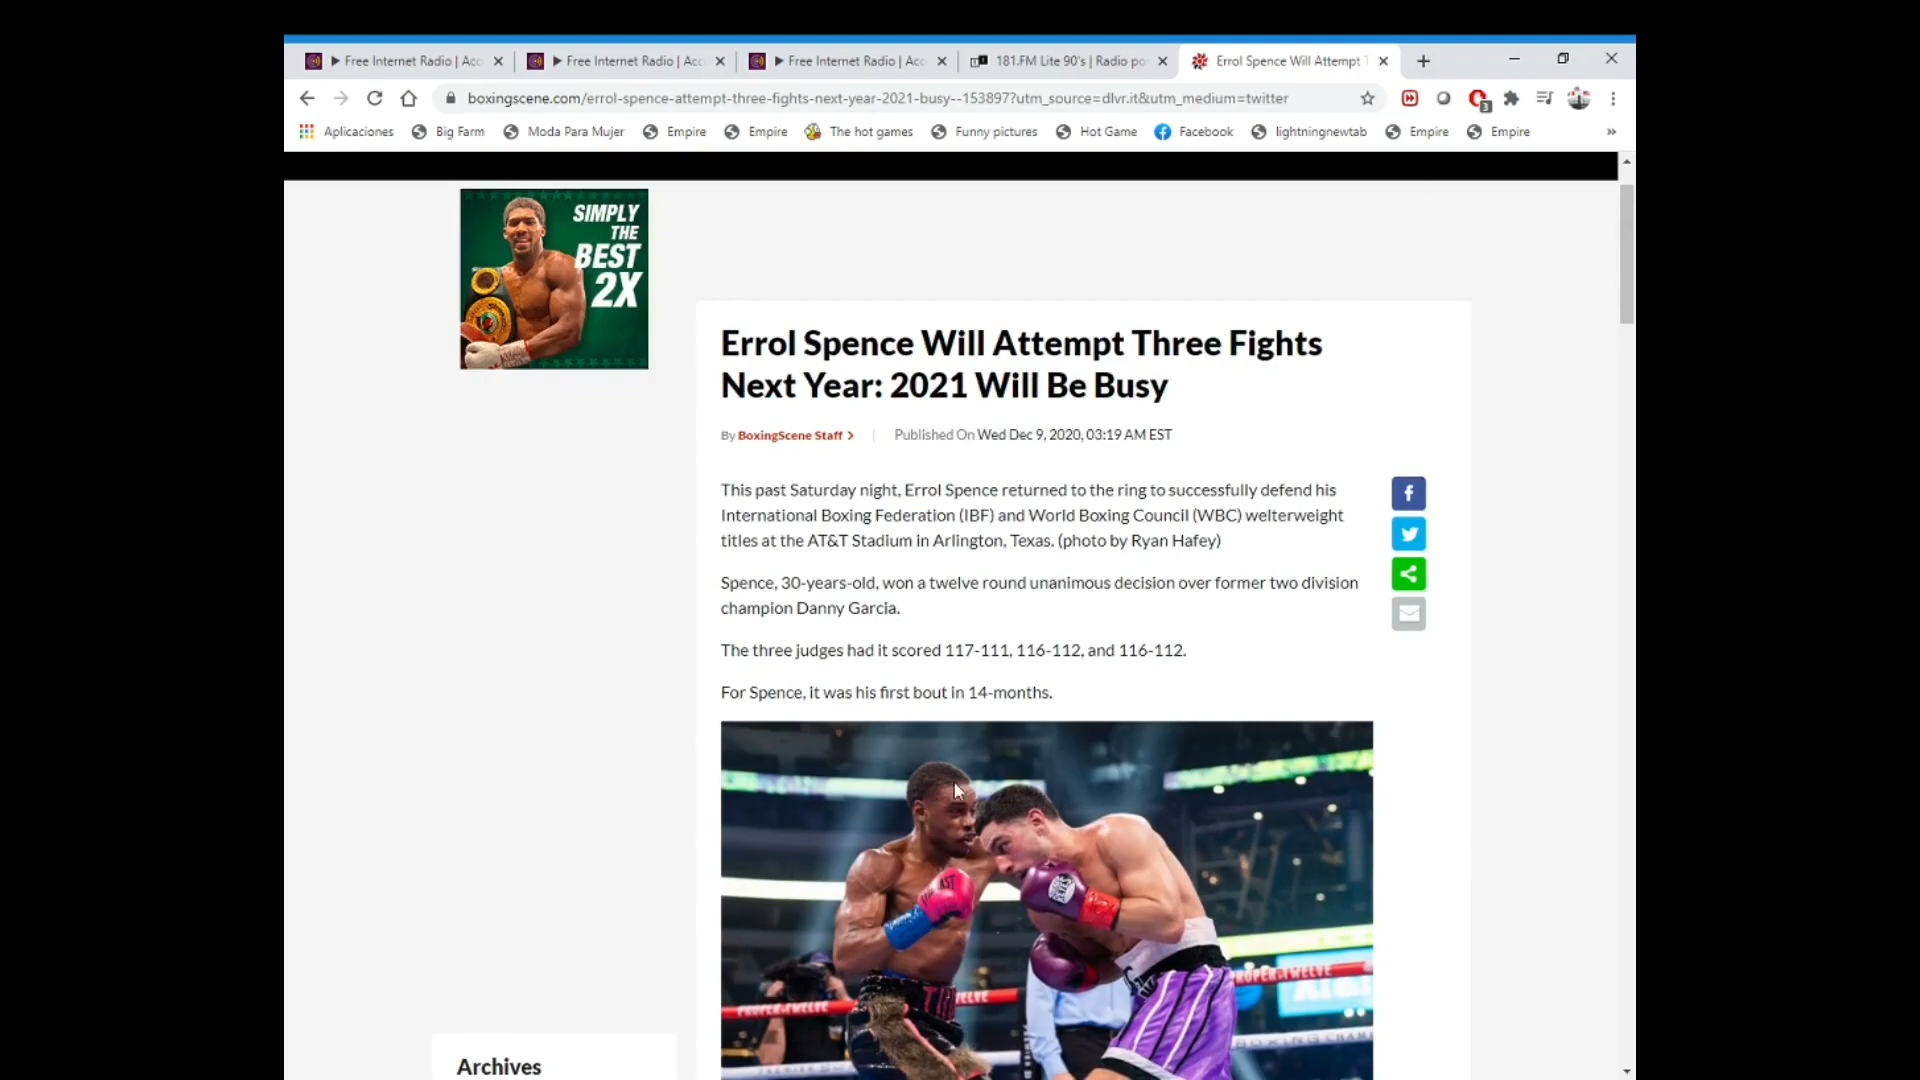 Free Internet Radio | Acc
Free Internet Radio | Acc
Free Internet Radio | Acc
181.FM Lite 90's | Radio po
Errol Spence Will Attempt T
boxingscene.com/errol-spence-attempt-three-fights-next-year-2021-busy--153897?utm_source=dlvr.it&utm_medium=twitter
3
Aplicaciones
Big Farm
Moda Para Mujer
Empire
Empire
The hot games
Funny pictures
Hot Game
Facebook
lightningnewtab
Empire
Empire
SIMPLY
THE
BEST
2X
Errol Spence Will Attempt Three Fights
Next Year: 2021 Will Be Busy
By BoxingScene Staff > | Published On Wed Dec 9, 2020, 03:19 AM EST
This past Saturday night, Errol Spence returned to the ring to successfully defend his
International Boxing Federation (IBF) and World Boxing Council (WBC) welterweight
titles at the AT&T Stadium in Arlington, Texas. (photo by Ryan Hafey)
Spence, 30-years-old, won a twelve round unanimous decision over former two division
champion Danny Garcia.
The three judges had it scored 117-111, 116-112, and 116-112.
For Spence, it was his first bout in 14-months.
PROPER-TWELVE
PROPER-TWELVE
BOXING CHAM
Archives